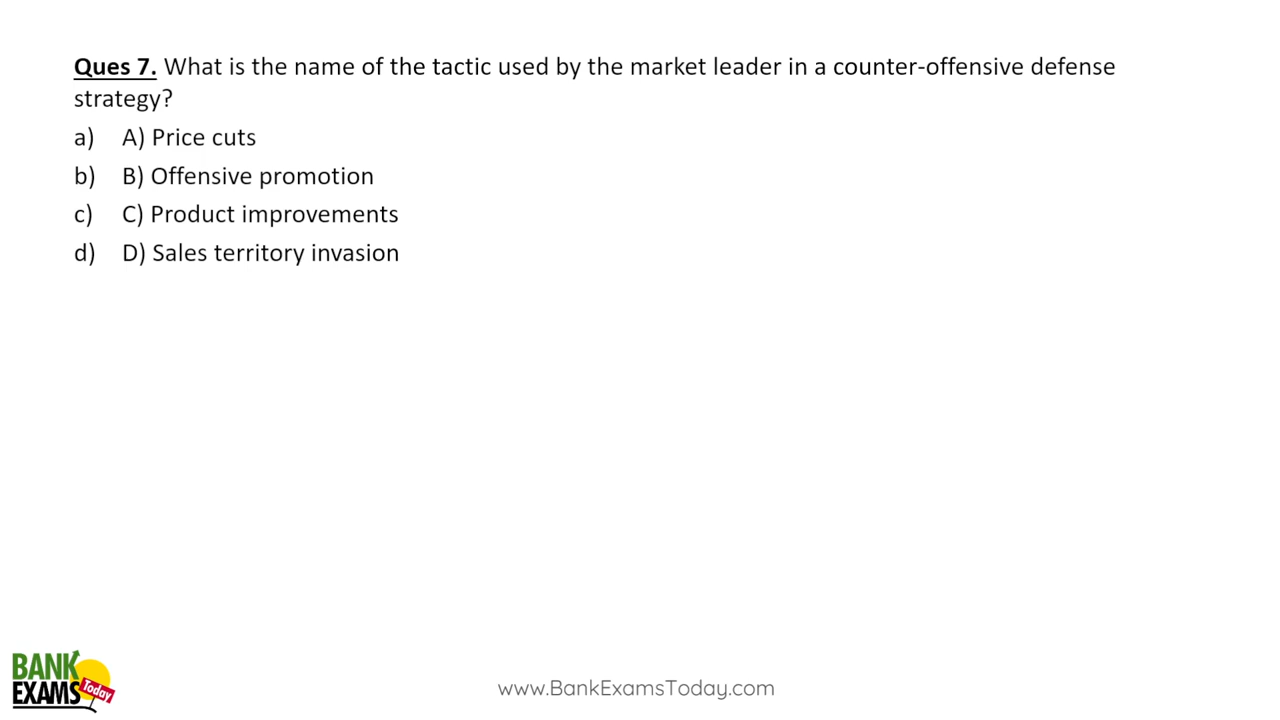 Ques 7. What is the name of the tactic used by the market leader in a counter-offensive defense
strategy?
a) A) Price cuts
b) B) Offensive promotion
c) C) Product improvements
d) D) Sales territory invasion
BANK
EXAMS Today
www.BankExamsToday.com